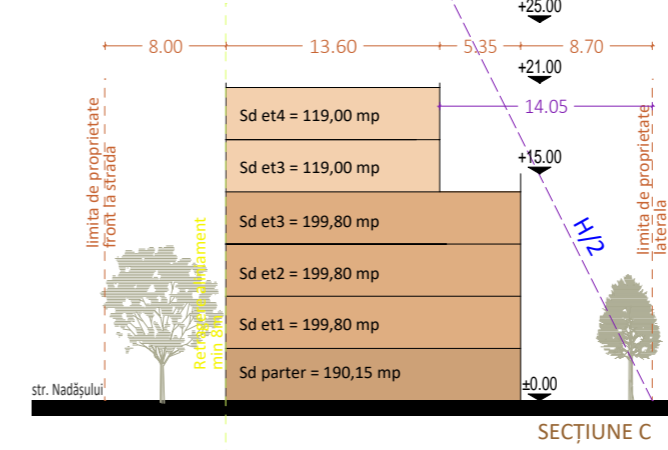 +25.00
8.00
13.60
5.35
8.70
+21.00
14.05
+15.00
limita de proprietate
front la stradă
limita de proprietate
laterala
Sd et4 = 119,00 mp
Sd et3 = 119,00 mp
Sd et3 = 199,80 mp
Sd et2 = 199,80 mp
Sd et1 = 199,80 mp
Sd parter = 190,15 mp
H/2
min 8m
str. Nadășului
±0.00
SECȚIUNE C